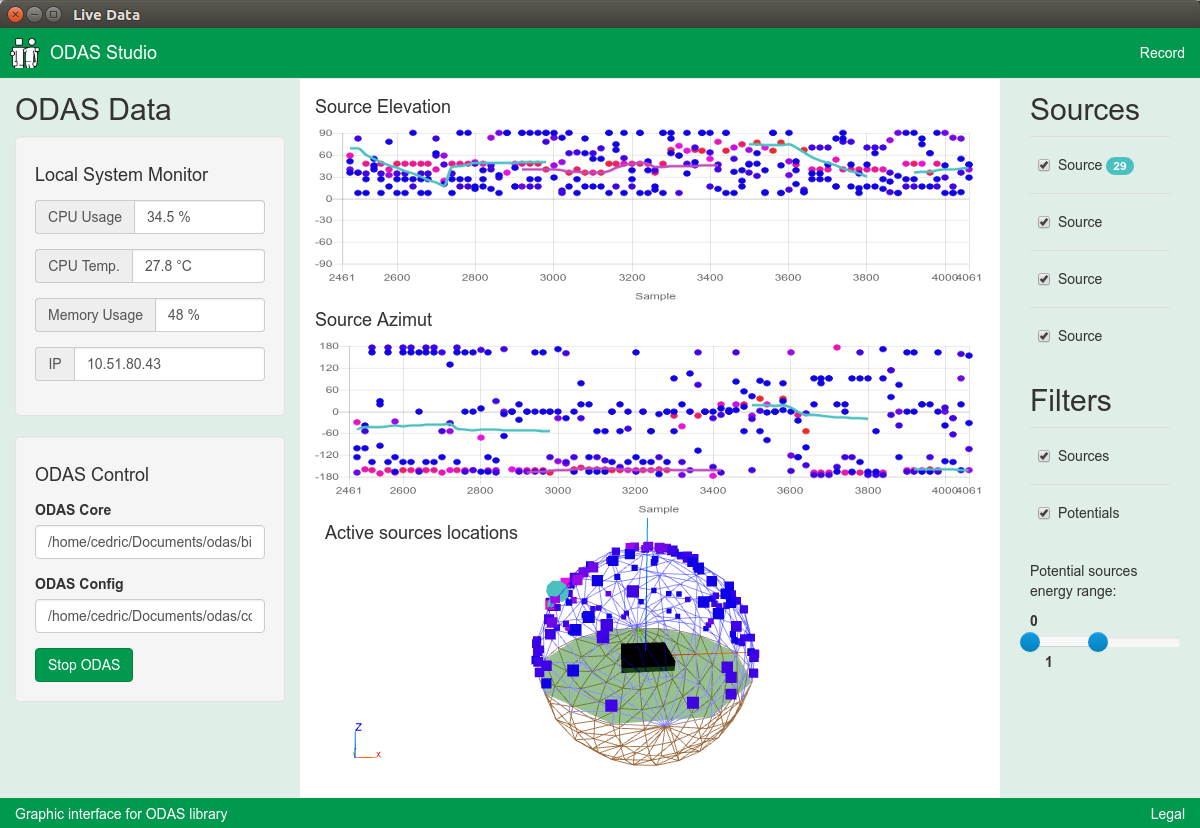 Live Data
ODAS Studio
Record
ODAS Data
Local System Monitor
CPU Usage 34.5 %
CPU Temp. 27.8 °C
Memory Usage 48 %
IP 10.51.80.43
ODAS Control
ODAS Core
/home/cedric/Documents/odas/bi
ODAS Config
/home/cedric/Documents/odas/cc
Stop ODAS
Source Elevation
90
60
30
0
-30
-60
-90
2461 2600 2800 3000 3200 3400 3600 3800 4000 4061
Sample
Source Azimut
180
120
60
0
-60
-120
-180
2461 2600 2800 3000 3200 3400 3600 3800 4000 4061
Sample
Active sources locations
Z
x
Sources
Source 29
Source
Source
Source
Filters
Sources
Potentials
Potential sources
energy range:
0
1
Graphic interface for ODAS library
Legal